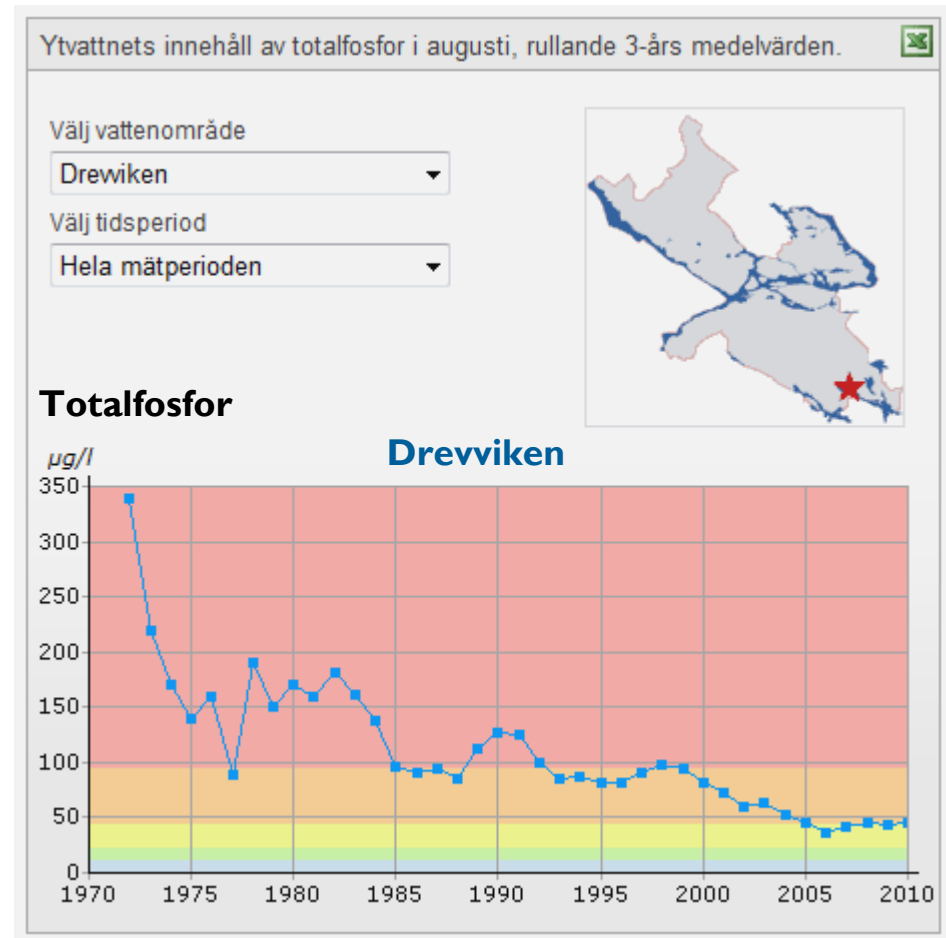 Ytvattnets innehåll av totalfosfor i augusti, rullande 3-års medelvärden.
Välj vattenområde
Drevviken
Välj tidsperiod
Hela mätperioden
Totalfosfor
µg/l
Drevviken
350
300
250
200
150
100
50
0
1970 1975 1980 1985 1990 1995 2000 2005 2010